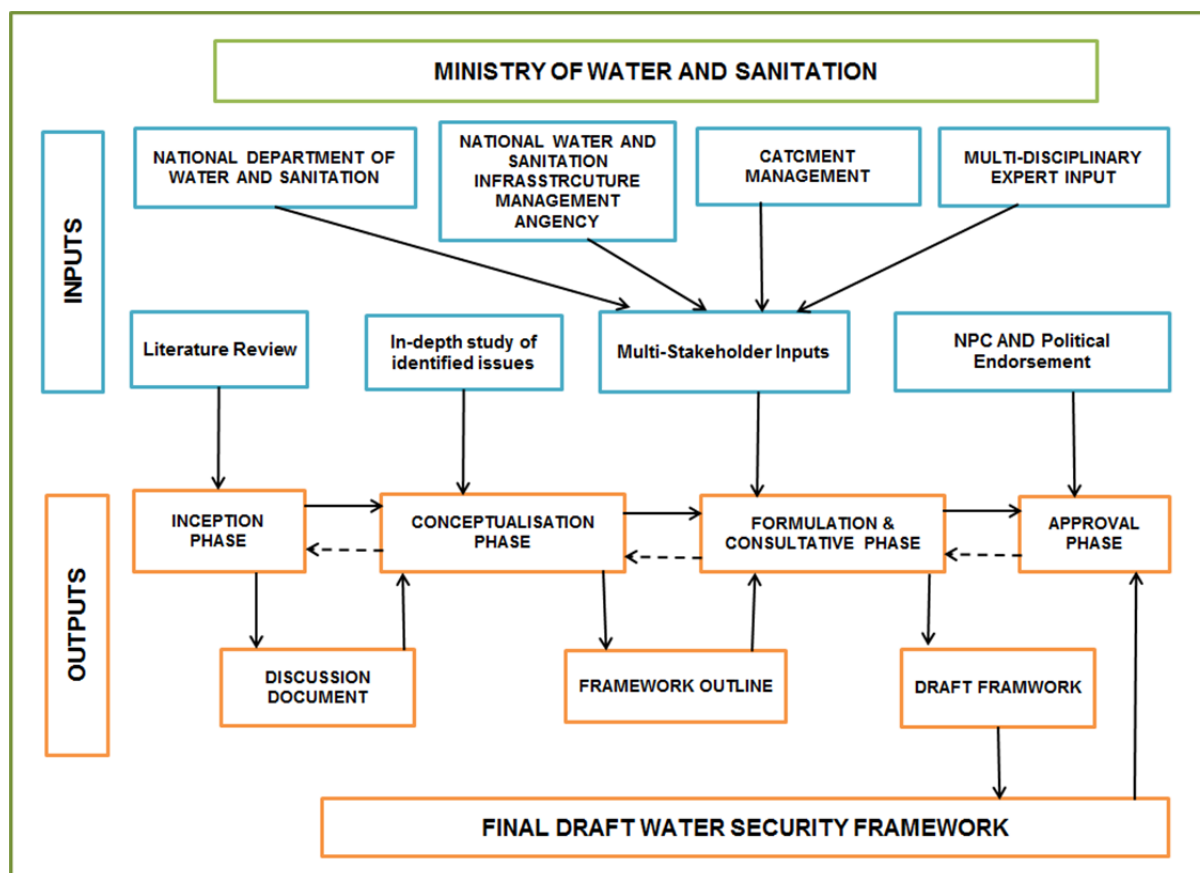 MINISTRY OF WATER AND SANITATION
INPUTS
NATIONAL DEPARTMENT OF
WATER AND SANITATION
NATIONAL WATER AND
SANITATION
INFRASSTRCUTURE
MANAGEMENT
ANGENCY
CATCMENT
MANAGEMENT
MULTI-DISCIPLINARY
EXPERT INPUT
Literature Review
In-depth study of
identified issues
Multi-Stakeholder Inputs
NPC AND Political
Endorsement
OUTPUTS
INCEPTION
PHASE
CONCEPTUALISATION
PHASE
FORMULATION &
CONSULTATIVE PHASE
APPROVAL
PHASE
DISCUSSION
DOCUMENT
FRAMEWORK OUTLINE
DRAFT FRAMWORK
FINAL DRAFT WATER SECURITY FRAMEWORK